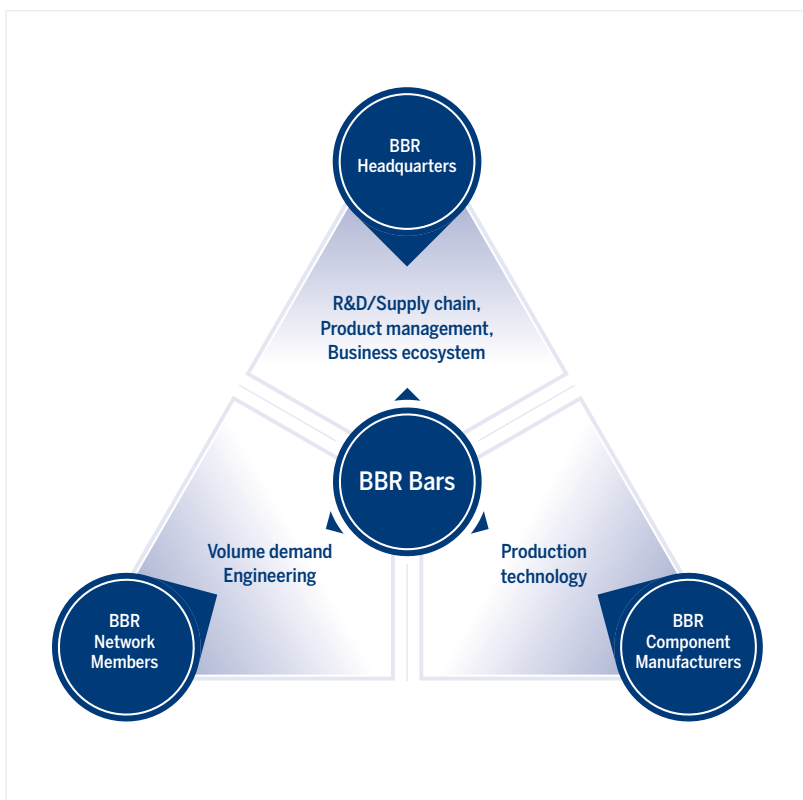 BBR
Headquarters
R&D/Supply chain,
Product management,
Business ecosystem
BBR Bars
Volume demand
Engineering
Production
technology
BBR
Network
Members
BBR
Component
Manufacturers